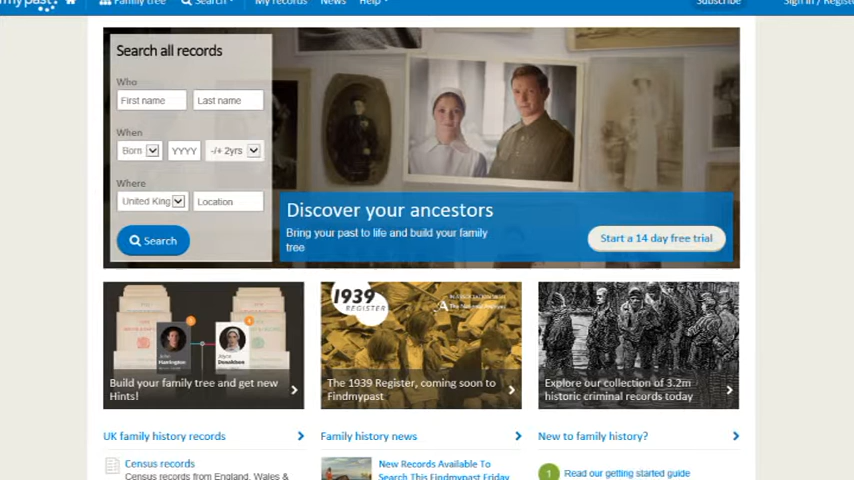 mypast
Family tree
Search
My records
News
Help
Subscribe
Sign in / Register
Search all records
Who
First name
Last name
When
Born
YYYY
-/+ 2yrs
Where
United King
Location
Search
Discover your ancestors
Bring your past to life and build your family
tree
Start a 14 day free trial
1939
REGISTER
Build your family tree and get new
Hints!
The 1939 Register, coming soon to
Findmypast
Explore our collection of 3.2m
historic criminal records today
UK family history records
Family history news
New to family history?
Census records
Census records from England, Wales &
New Records Available To
Search This Findmypast Friday
1
Read our getting started guide